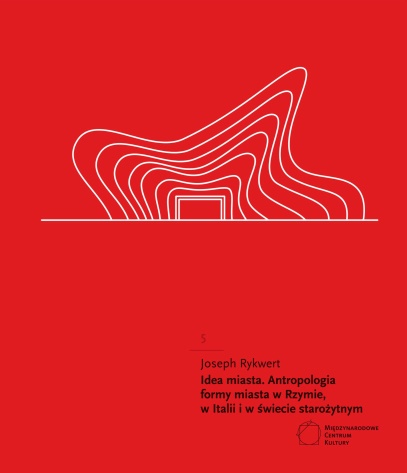 5
Joseph Rykwert
Idea miasta. Antropologia
formy miasta w Rzymie,
w Italii i w świecie starożytnym
Międzynarodowe
Centrum
Kultury